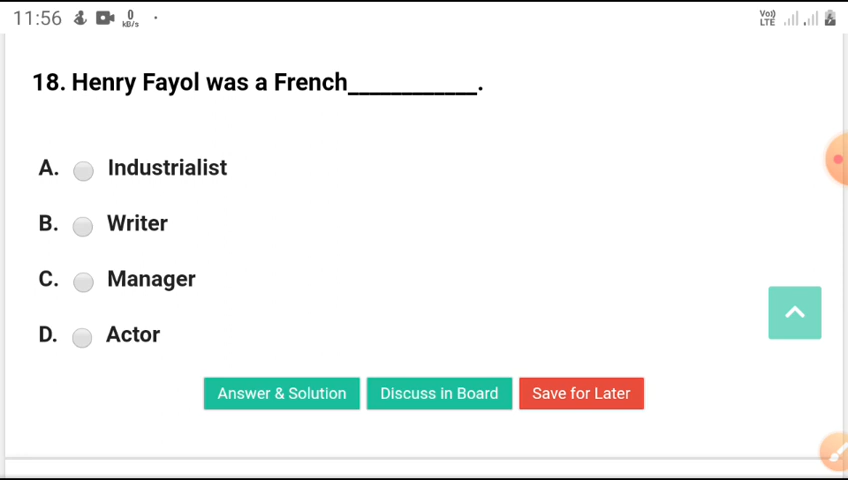 11:56 0 KB/s · Vo)) LTE
18. Henry Fayol was a French____________.
A. Industrialist
B. Writer
C. Manager
D. Actor
Answer & Solution Discuss in Board Save for Later